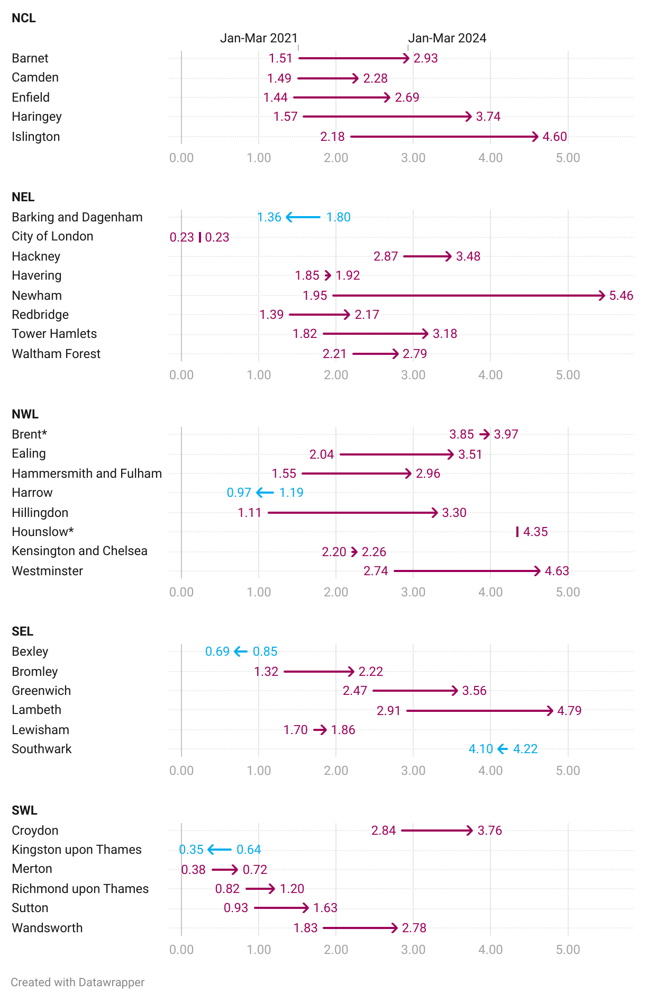 NCL
Jan-Mar 2021 Jan-Mar 2024
Barnet 1.51 2.93
Camden 1.49 2.28
Enfield 1.44 2.69
Haringey 1.57 3.74
Islington 2.18 4.60
0.00 1.00 2.00 3.00 4.00 5.00
NEL
Barking and Dagenham 1.36 1.80
City of London 0.23 0.23
Hackney 2.87 3.48
Havering 1.85 1.92
Newham 1.95 5.46
Redbridge 1.39 2.17
Tower Hamlets 1.82 3.18
Waltham Forest 2.21 2.79
0.00 1.00 2.00 3.00 4.00 5.00
NWL
Brent* 3.85 3.97
Ealing 2.04 3.51
Hammersmith and Fulham 1.55 2.96
Harrow 0.97 1.19
Hillingdon 1.11 3.30
Hounslow* 4.35
Kensington and Chelsea 2.20 2.26
Westminster 2.74 4.63
0.00 1.00 2.00 3.00 4.00 5.00
SEL
Bexley 0.69 0.85
Bromley 1.32 2.22
Greenwich 2.47 3.56
Lambeth 2.91 4.79
Lewisham 1.70 1.86
Southwark 4.10 4.22
0.00 1.00 2.00 3.00 4.00 5.00
SWL
Croydon 2.84 3.76
Kingston upon Thames 0.35 0.64
Merton 0.38 0.72
Richmond upon Thames 0.82 1.20
Sutton 0.93 1.63
Wandsworth 1.83 2.78
0.00 1.00 2.00 3.00 4.00 5.00
Created with Datawrapper